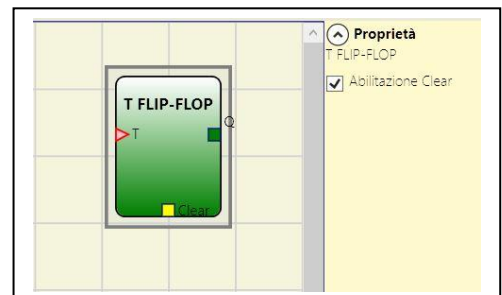 T FLIP-FLOP
T
Q
Clear
Proprietà
T FLIP-FLOP
Abilitazione Clear